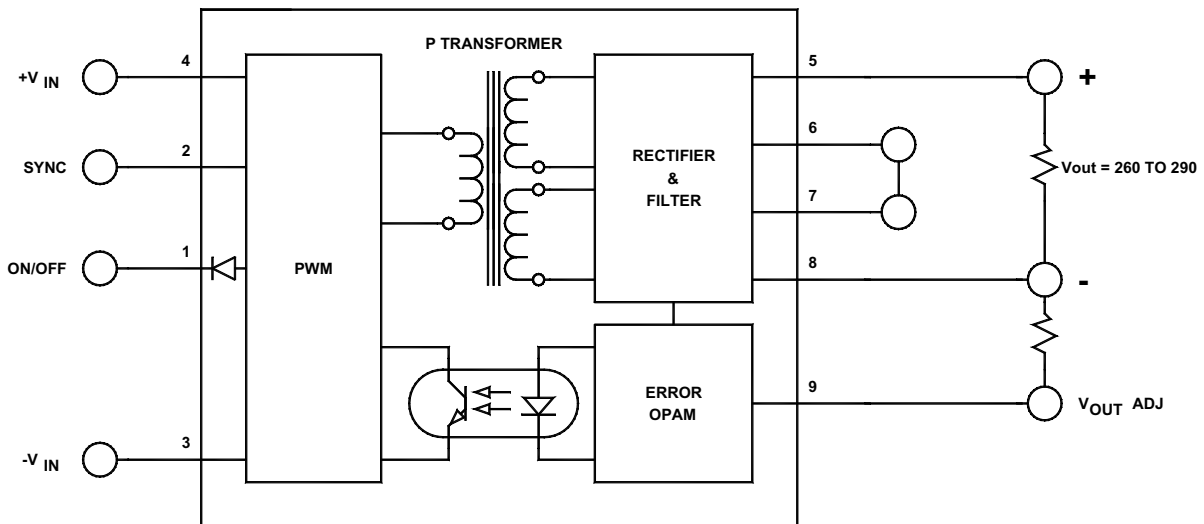 P TRANSFORMER
4
5
+V IN
+
6
2
SYNC
RECTIFIER
&
FILTER
Vout = 260 TO 290
7
1
ON/OFF
PWM
8
-
ERROR
OPAM
9
VOUT ADJ
3
-V IN